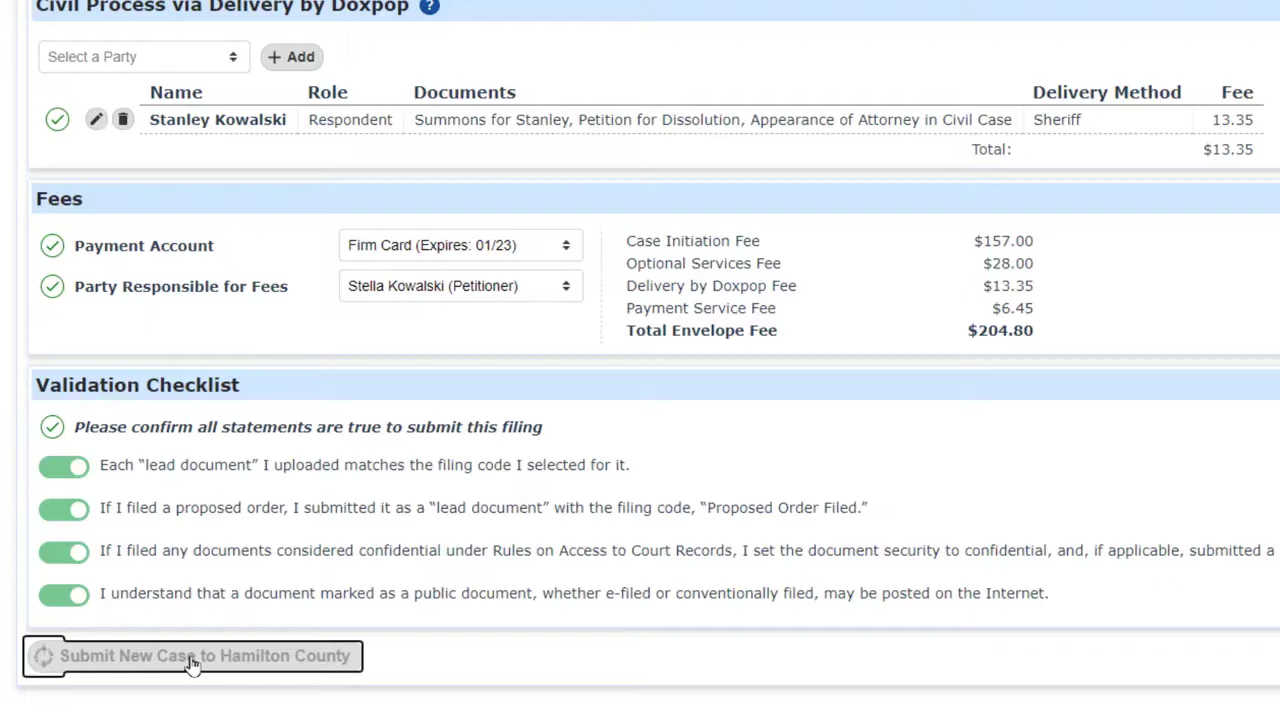 Civil Process via Delivery by Doxpop ?
Select a Party + Add
Name Role Documents Delivery Method Fee
Stanley Kowalski Respondent Summons for Stanley, Petition for Dissolution, Appearance of Attorney in Civil Case Sheriff 13.35
Total: $13.35
Fees
Payment Account Firm Card (Expires: 01/23)
Party Responsible for Fees Stella Kowalski (Petitioner)
Case Initiation Fee $157.00
Optional Services Fee $28.00
Delivery by Doxpop Fee $13.35
Payment Service Fee $6.45
Total Envelope Fee $204.80
Validation Checklist
Please confirm all statements are true to submit this filing
Each “lead document” I uploaded matches the filing code I selected for it.
If I filed a proposed order, I submitted it as a “lead document” with the filing code, “Proposed Order Filed.”
If I filed any documents considered confidential under Rules on Access to Court Records, I set the document security to confidential, and, if applicable, submitted a
I understand that a document marked as a public document, whether e-filed or conventionally filed, may be posted on the Internet.
Submit New Case to Hamilton County